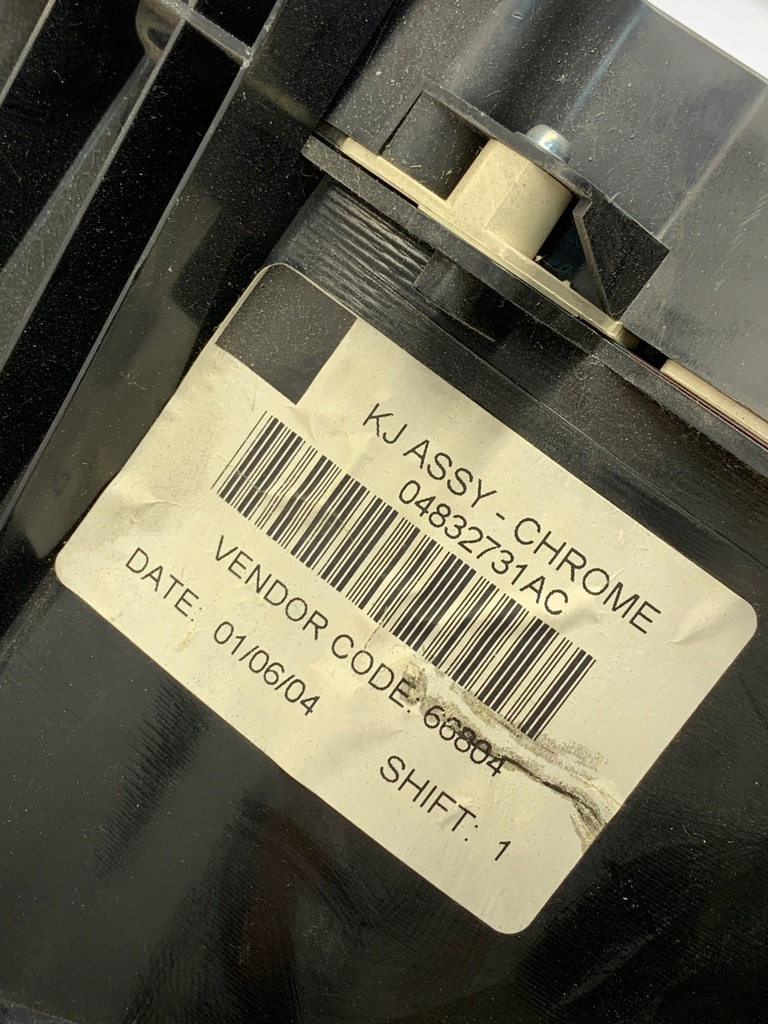 KJ ASSY - CHROME
04832731AC
VENDOR CODE: 66804
DATE: 01/06/04
SHIFT: 1